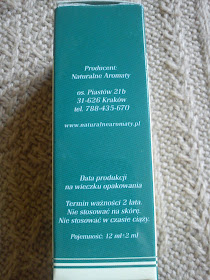 Producent:
Naturalne Aromaty
os. Piastów 21b
31-626 Kraków
tel. 788-435-670
www.naturalnearomaty.pl
Data produkcji
na wieczku opakowania
Termin ważności 2 lata.
Nie stosować na skórę.
Nie stosować w czasie ciąży.
Pojemność: 12 ml±2 ml